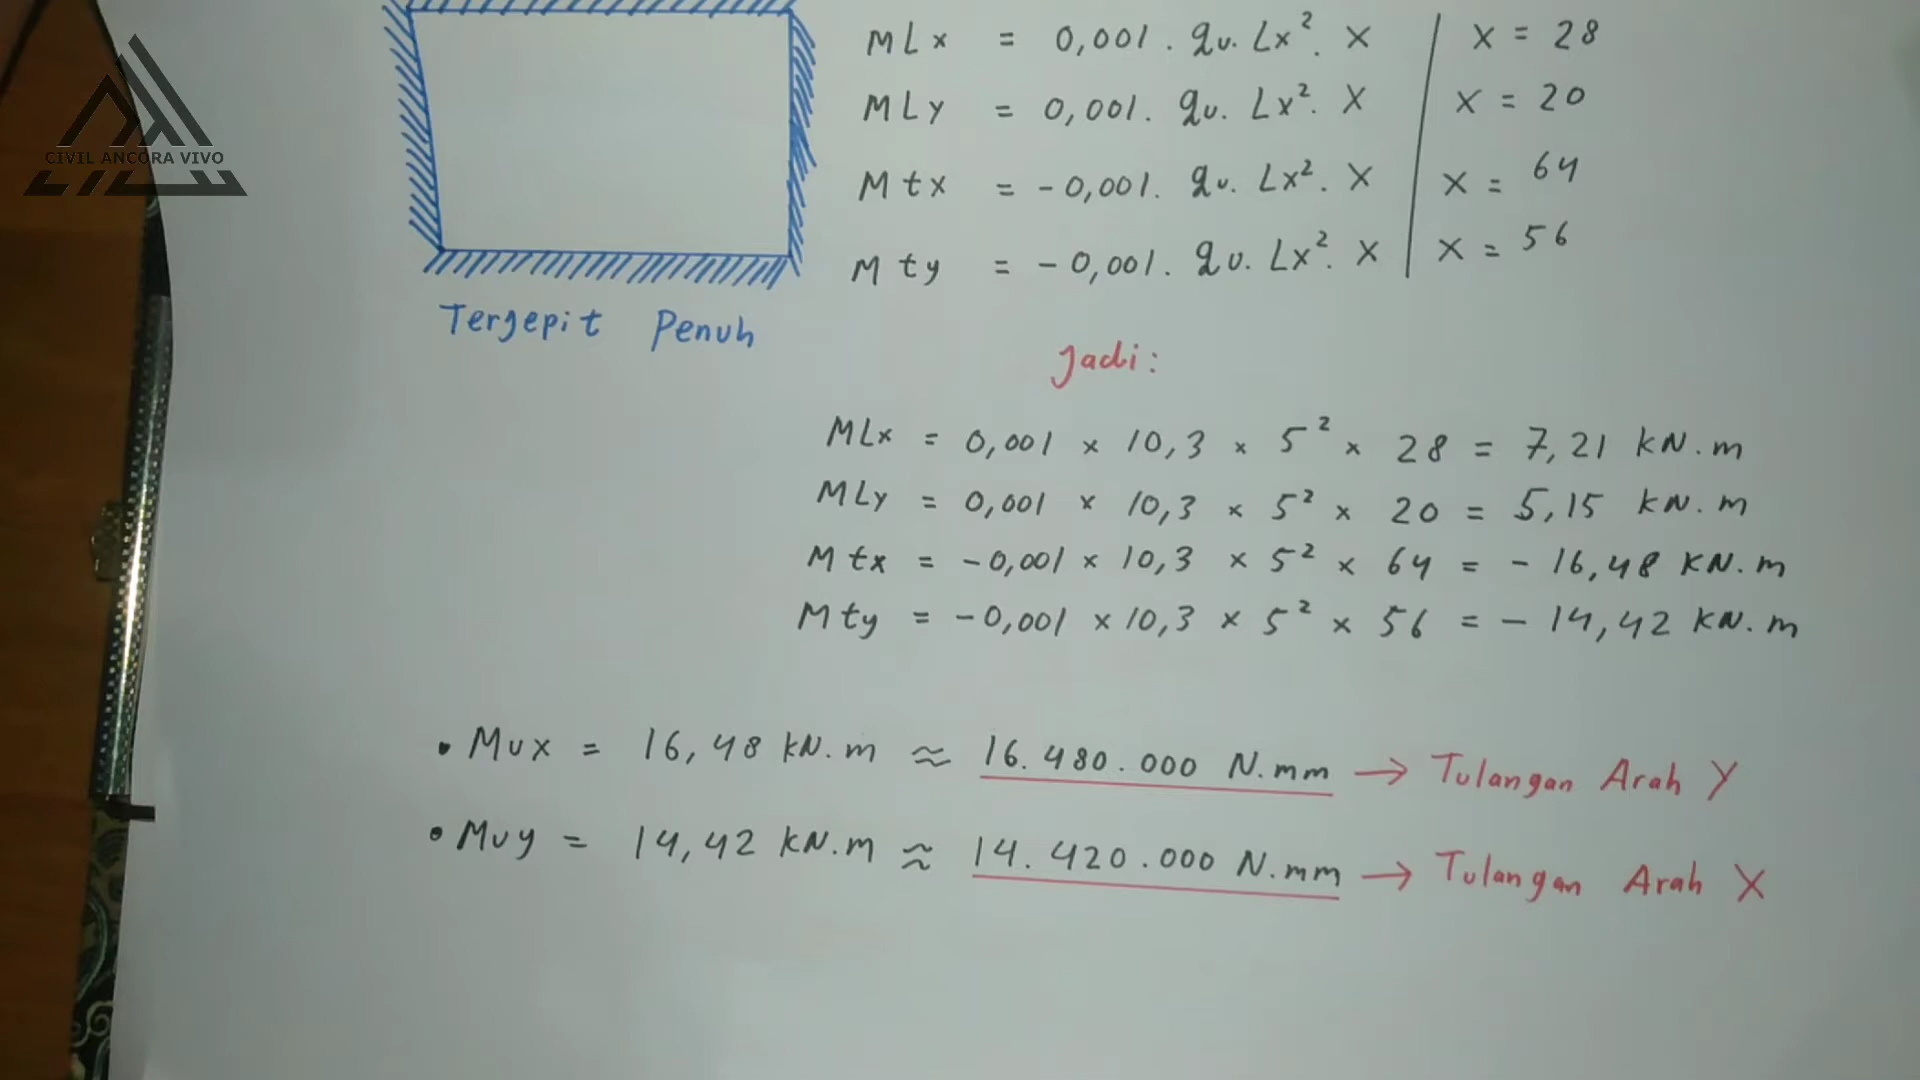 MLx = 0,001 . qu. Lx². X | X = 28
MLy = 0,001. qu. Lx². X | X = 20
Mtx = -0,001. qu. Lx². X | X = 64
Mty = -0,001. qu. Lx². X | X = 56
CIVIL ANCORA VIVO
Terjepit Penuh
Jadi:
MLx = 0,001 × 10,3 × 5² × 28 = 7,21 kN.m
MLy = 0,001 × 10,3 × 5² × 20 = 5,15 kN.m
Mtx = -0,001 × 10,3 × 5² × 64 = - 16,48 kN.m
Mty = -0,001 × 10,3 × 5² × 56 = - 14,42 kN.m
• Mux = 16,48 kN.m ≈ 16.480.000 N.mm → Tulangan Arah Y
• Muy = 14,42 kN.m ≈ 14.420.000 N.mm → Tulangan Arah X